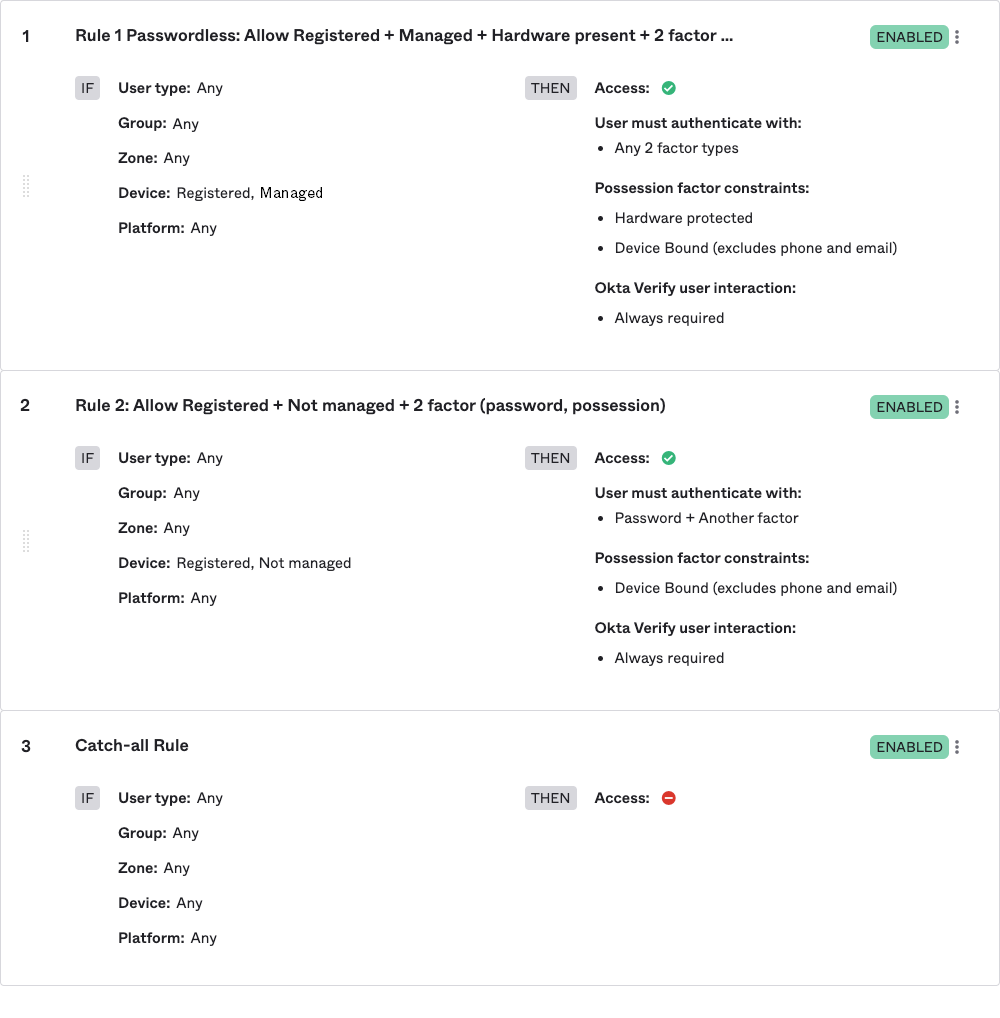 1 Rule 1 Passwordless: Allow Registered + Managed + Hardware present + 2 factor ... ENABLED
IF User type: Any
Group: Any
Zone: Any
Device: Registered, Managed
Platform: Any
THEN Access:
User must authenticate with:
• Any 2 factor types
Possession factor constraints:
• Hardware protected
• Device Bound (excludes phone and email)
Okta Verify user interaction:
• Always required
2 Rule 2: Allow Registered + Not managed + 2 factor (password, possession) ENABLED
IF User type: Any
Group: Any
Zone: Any
Device: Registered, Not managed
Platform: Any
THEN Access:
User must authenticate with:
• Password + Another factor
Possession factor constraints:
• Device Bound (excludes phone and email)
Okta Verify user interaction:
• Always required
3 Catch-all Rule ENABLED
IF User type: Any
Group: Any
Zone: Any
Device: Any
Platform: Any
THEN Access: